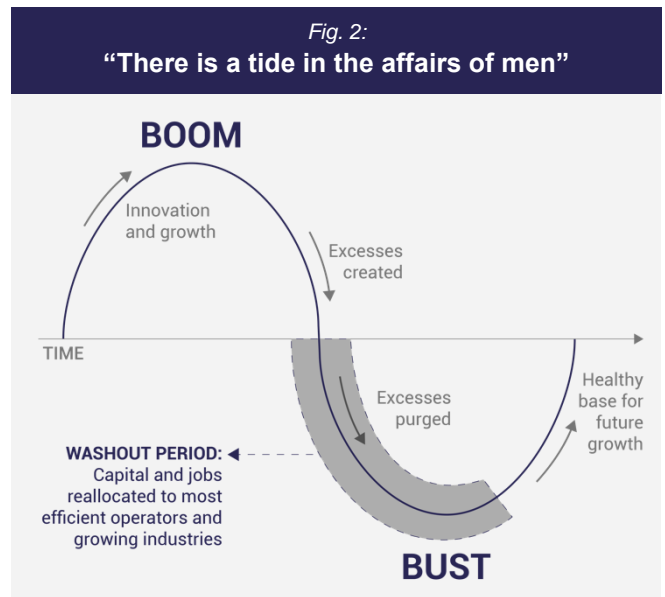 Fig. 2:
“There is a tide in the affairs of men”
BOOM
Innovation
and growth
Excesses
created
TIME
Excesses
purged
Healthy
base for
future
growth
WASHOUT PERIOD:
Capital and jobs
reallocated to most
efficient operators and
growing industries
BUST